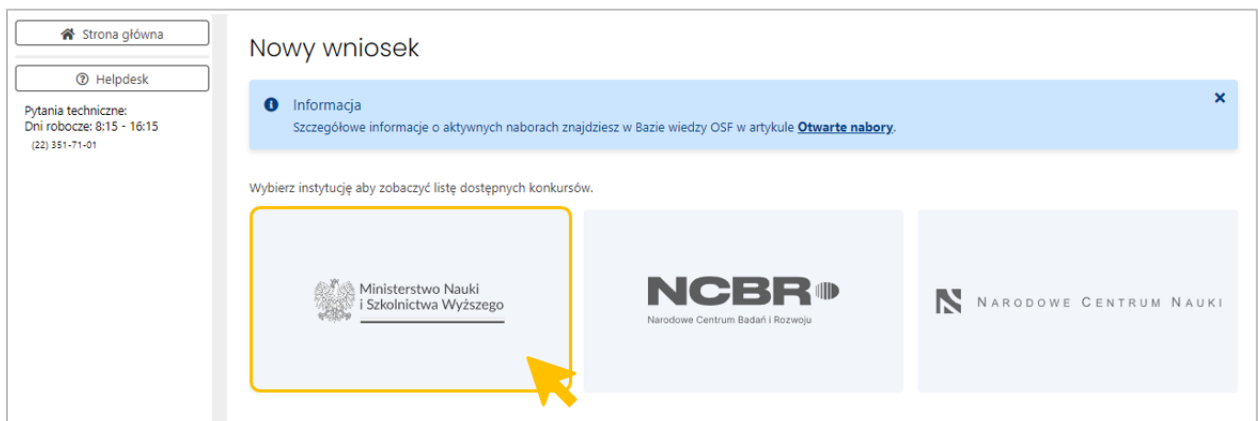 Strona główna
Helpdesk
Pytania techniczne:
Dni robocze: 8:15 - 16:15
(22) 351-71-01
Nowy wniosek
Informacja
Szczegółowe informacje o aktywnych naborach znajdziesz w Bazie wiedzy OSF w artykule Otwarte nabory.
Wybierz instytucję aby zobaczyć listę dostępnych konkursów.
Ministerstwo Nauki
i Szkolnictwa Wyższego
NCBR
Narodowe Centrum Badań i Rozwoju
NARODOWE CENTRUM NAUKI